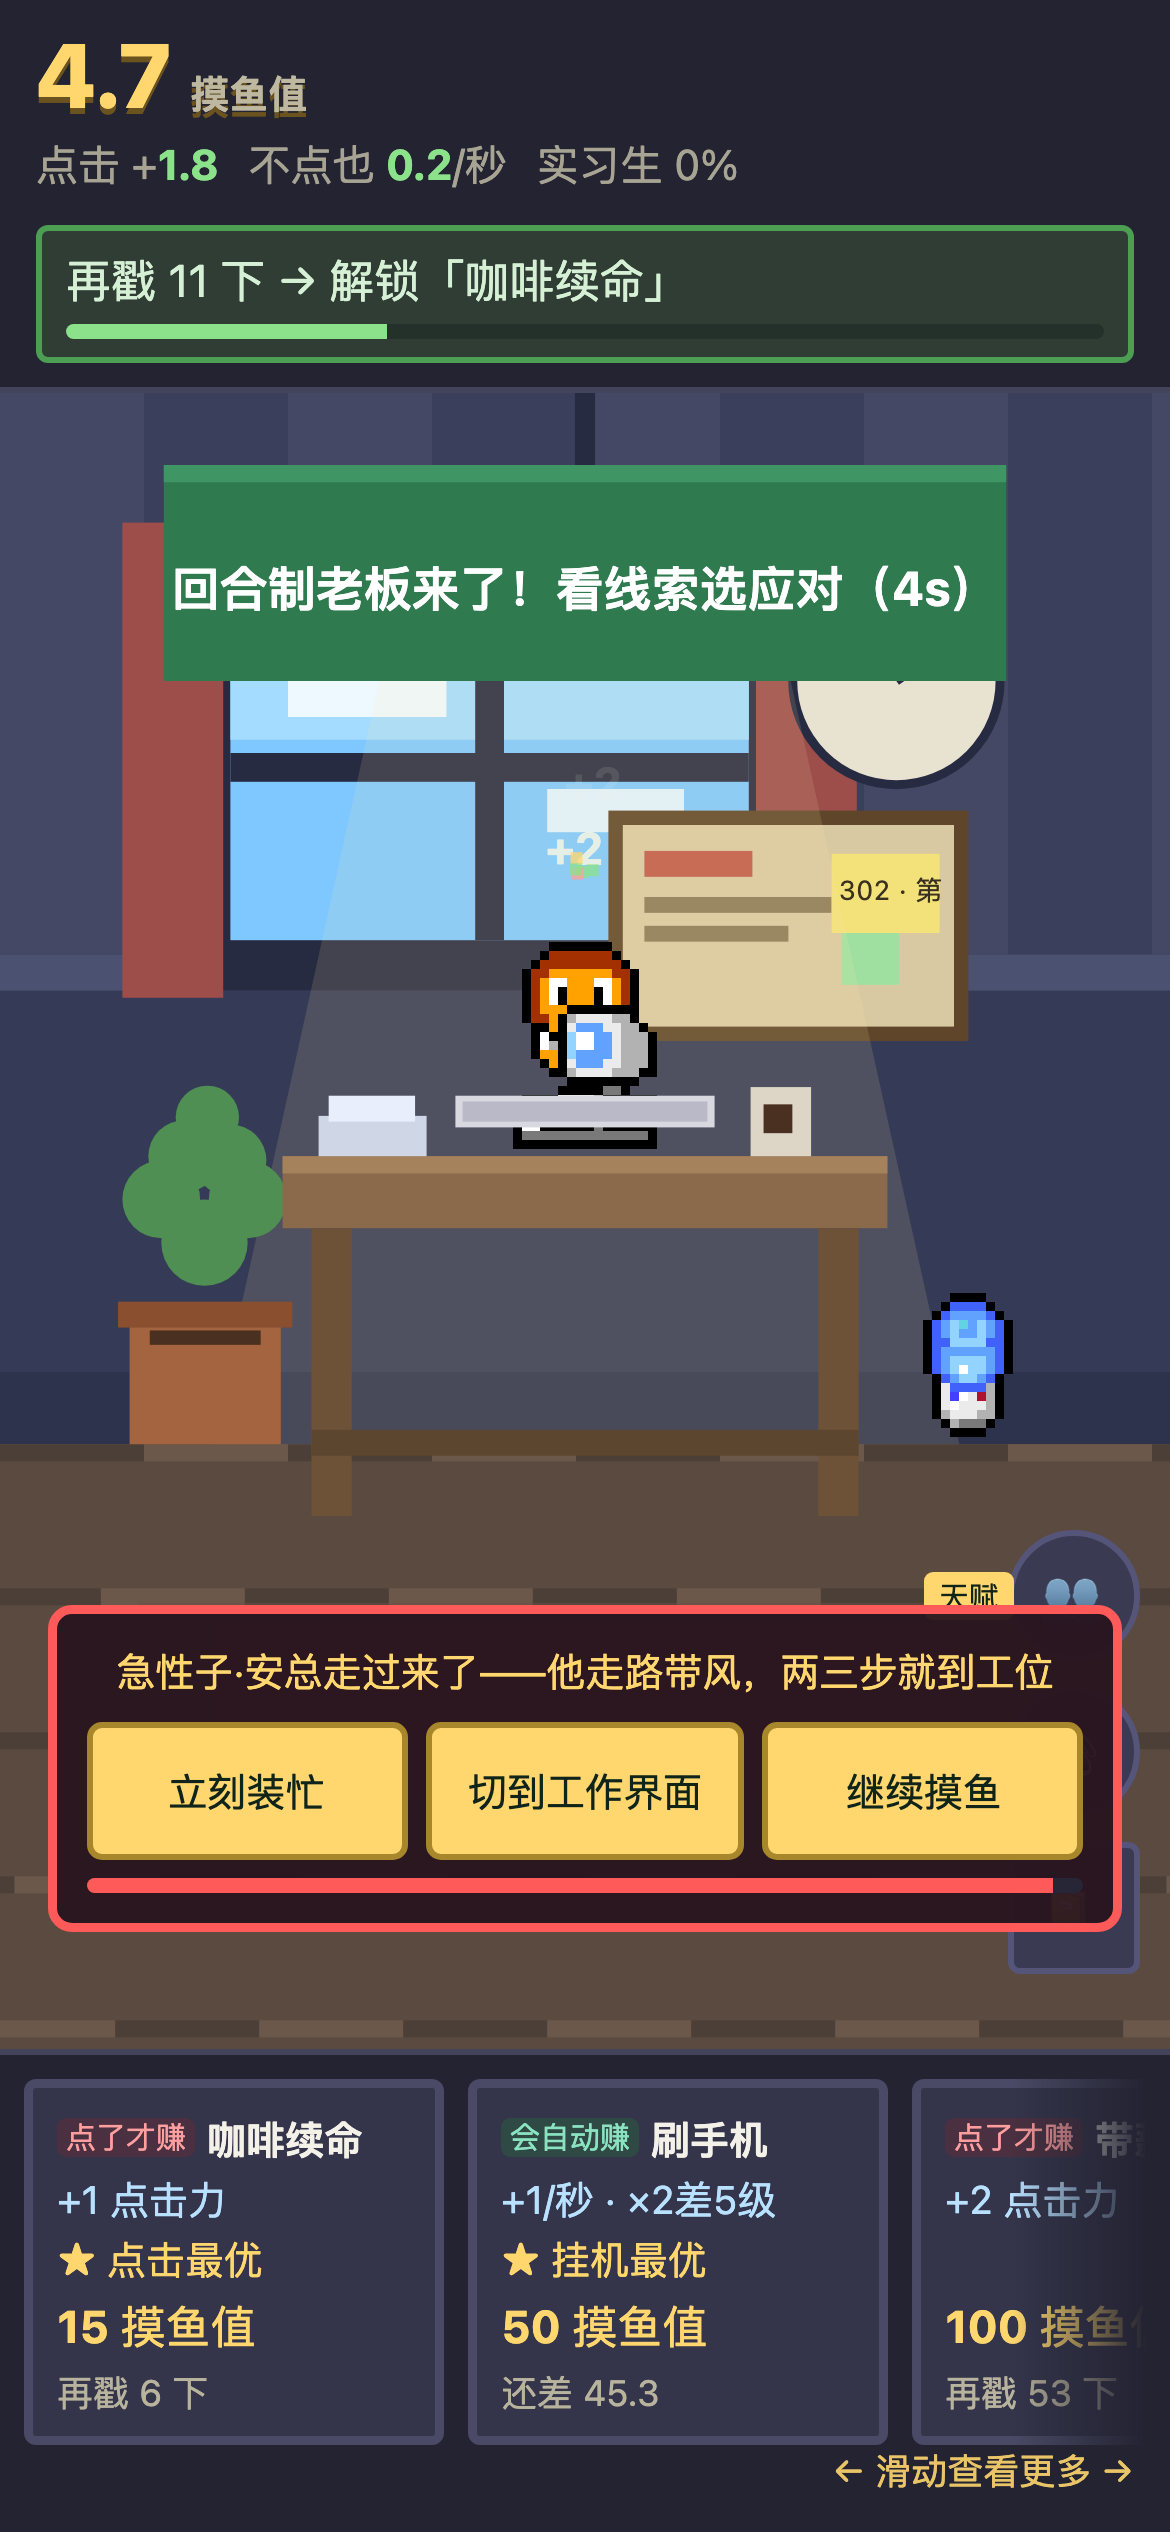 4.7 摸鱼值
点击 +1.8 不点也 0.2/秒 实习生 0%
再戳 11 下 → 解锁「咖啡续命」
回合制老板来了！看线索选应对（4s）
+2
+2
302 · 第
天赋
急性子·安总走过来了——他走路带风，两三步就到工位
立刻装忙
切到工作界面
继续摸鱼
点了才赚 咖啡续命
+1 点击力
★ 点击最优
15 摸鱼值
再戳 6 下
会自动赚 刷手机
+1/秒 · ×2差5级
★ 挂机最优
50 摸鱼值
还差 45.3
点了才赚 带
+2 点击力
100 摸鱼值
再戳 53 下
← 滑动查看更多 →